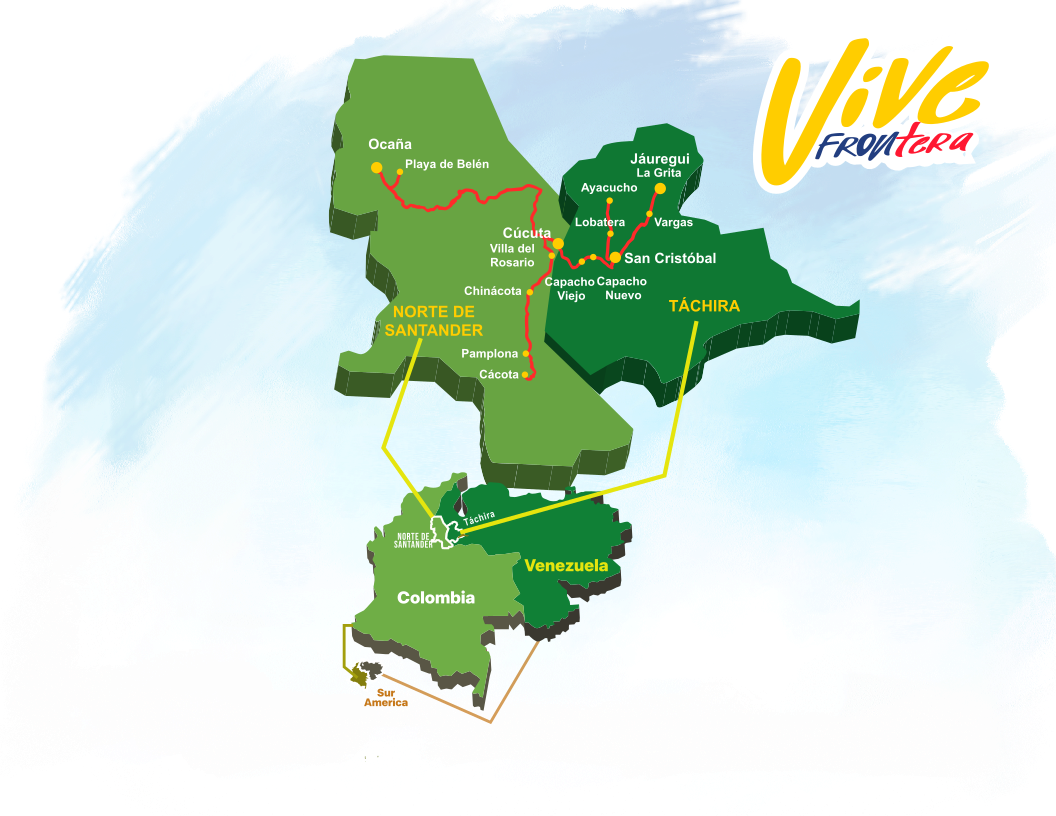 Vive
FRONTERA
Ocaña
Playa de Belén
Jáuregui
La Grita
Ayacucho
Lobatera
Vargas
Cúcuta
Villa del
Rosario
San Cristóbal
Capacho
Viejo
Capacho
Nuevo
Chinácota
NORTE DE
SANTANDER
TÁCHIRA
Pamplona
Cácota
Táchira
NORTE DE
SANTANDER
Venezuela
Colombia
Sur
America